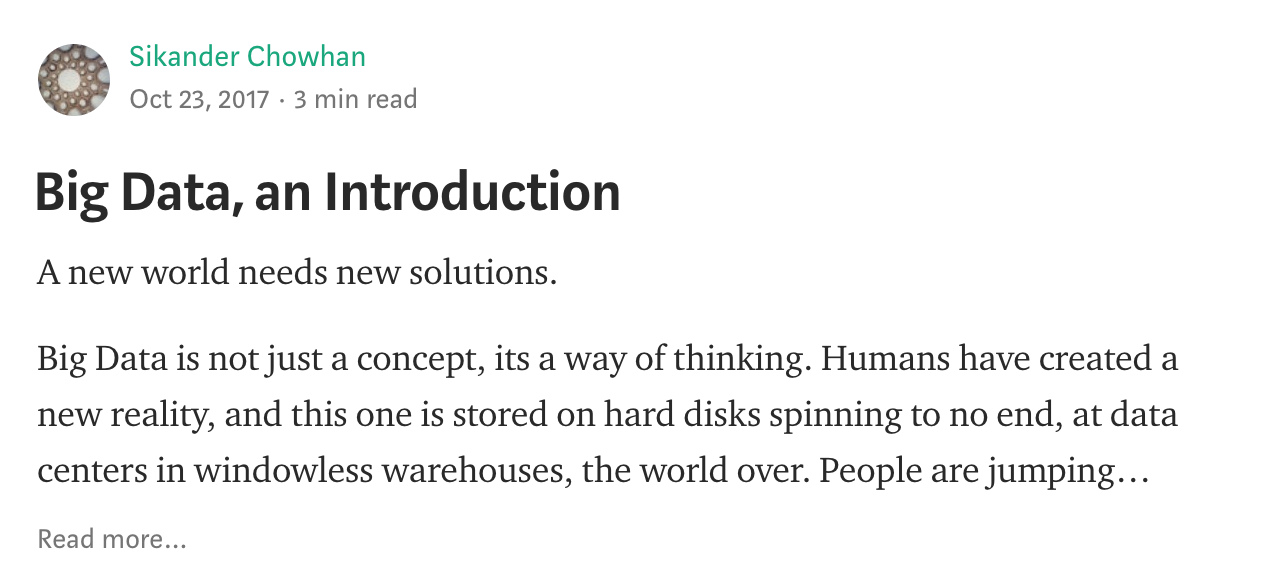 Sikander Chowhan
Oct 23, 2017 · 3 min read
Big Data, an Introduction
A new world needs new solutions.
Big Data is not just a concept, its a way of thinking. Humans have created a
new reality, and this one is stored on hard disks spinning to no end, at data
centers in windowless warehouses, the world over. People are jumping…
Read more…